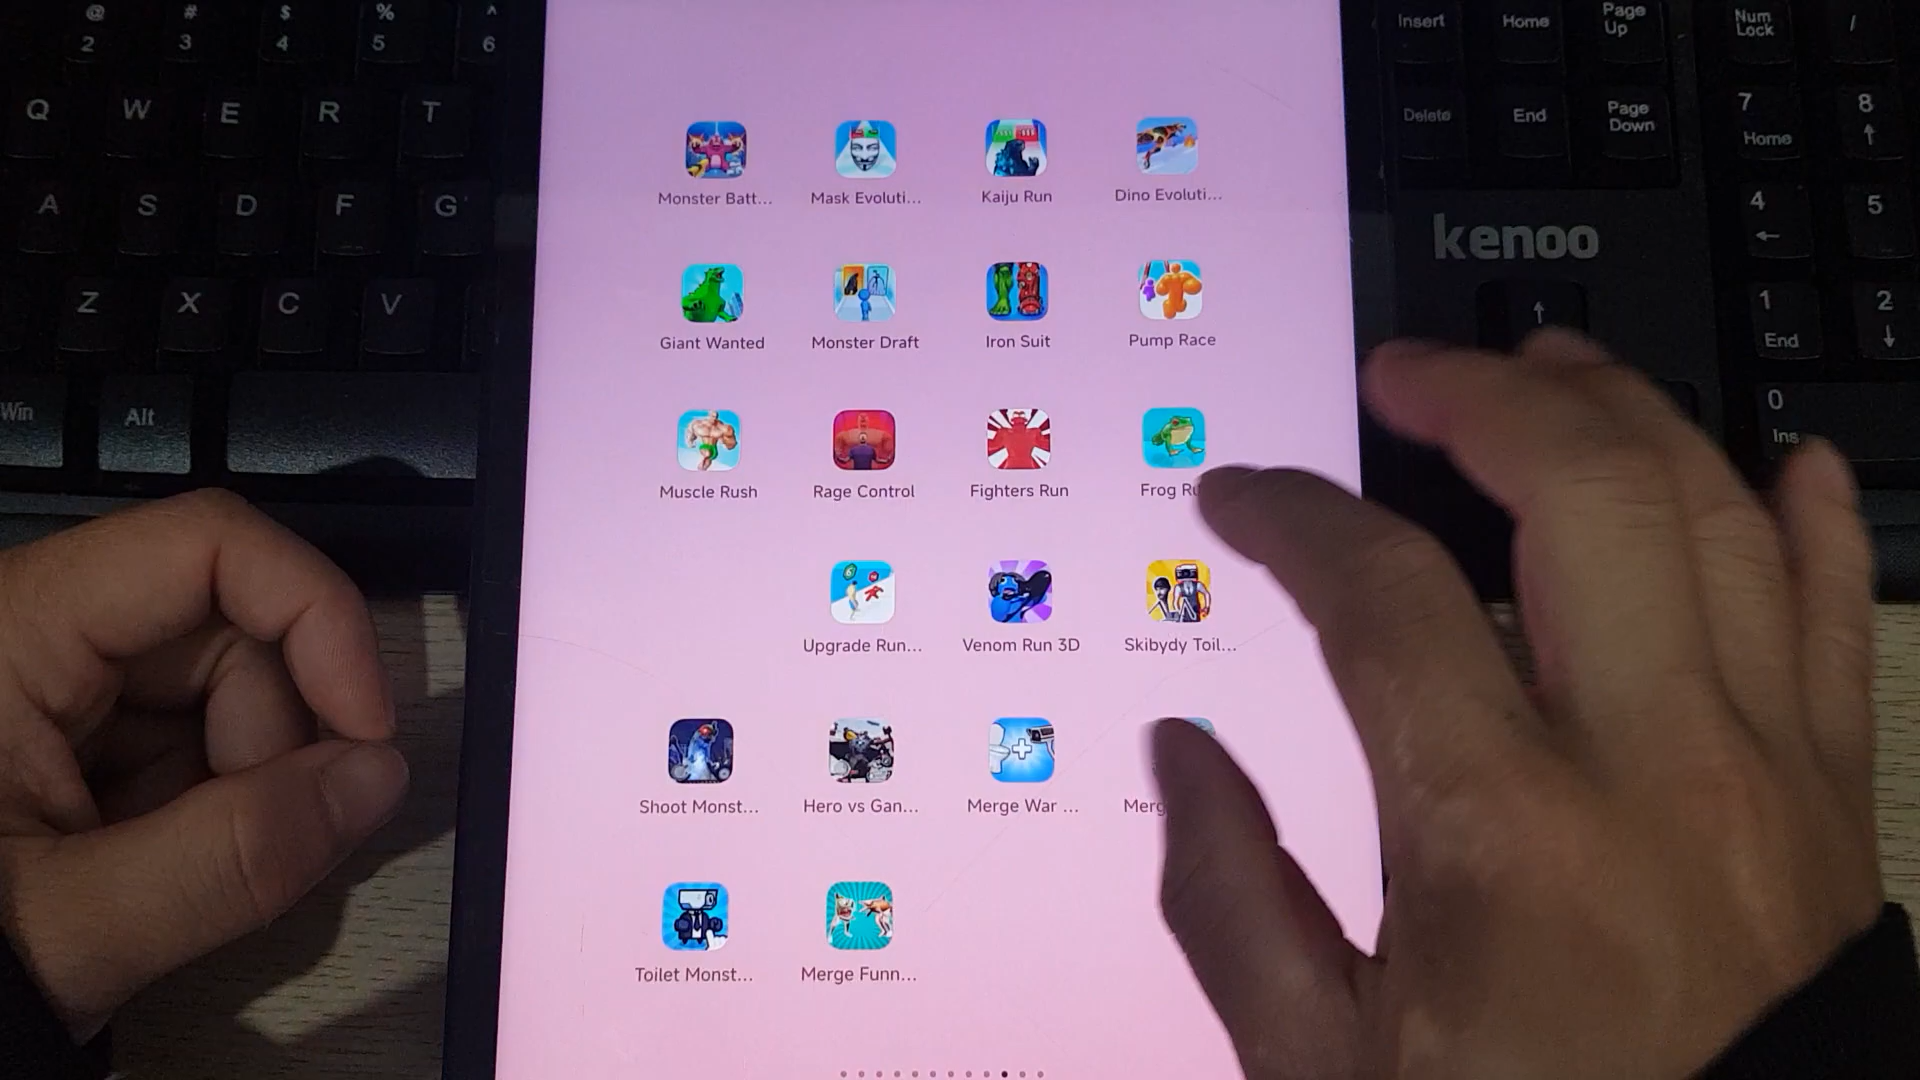 @ # $ % ^
2 3 4 5 6
Q W E R T
A S D F G
Z X C V
Win Alt
Insert Home Page Up Num Lock /
Delete End Page Down 7 Home 8
kenoo
4 5
1 End 2
0 Ins
Monster Batt... Mask Evoluti... Kaiju Run Dino Evoluti...
Giant Wanted Monster Draft Iron Suit Pump Race
Muscle Rush Rage Control Fighters Run Frog
Upgrade Run... Venom Run 3D Skibydy Toil...
Shoot Monst... Hero vs Gan... Merge War ...
Toilet Monst... Merge Funn...